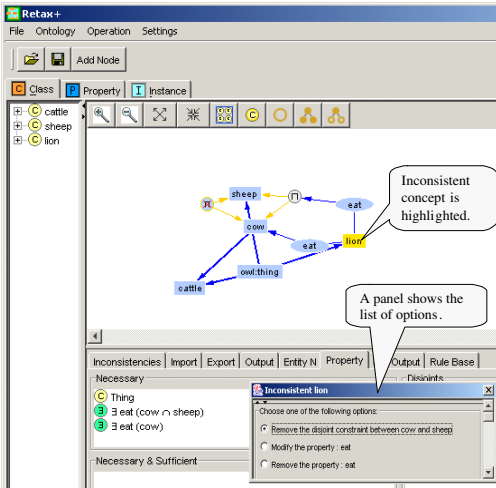 Retax+
File Ontology Operation Settings
Add Node
C Class P Property I Instance
C cattle
C sheep
C lion
C
sheep
⊓
eat
cow
eat
lion
owl:thing
cattle
Inconsistent
concept is
highlighted.
A panel shows the
list of options.
Inconsistencies Import Export Output Entity N Property Output Rule Base
Necessary
Disjoints
C Thing
∃ ∃ eat (cow ∩ sheep)
∃ ∃ eat (cow)
Necessary & Sufficient
Inconsistent lion
Choose one of the following options:
Remove the disjoint constraint between cow and sheep
Modify the property : eat
Remove the property : eat